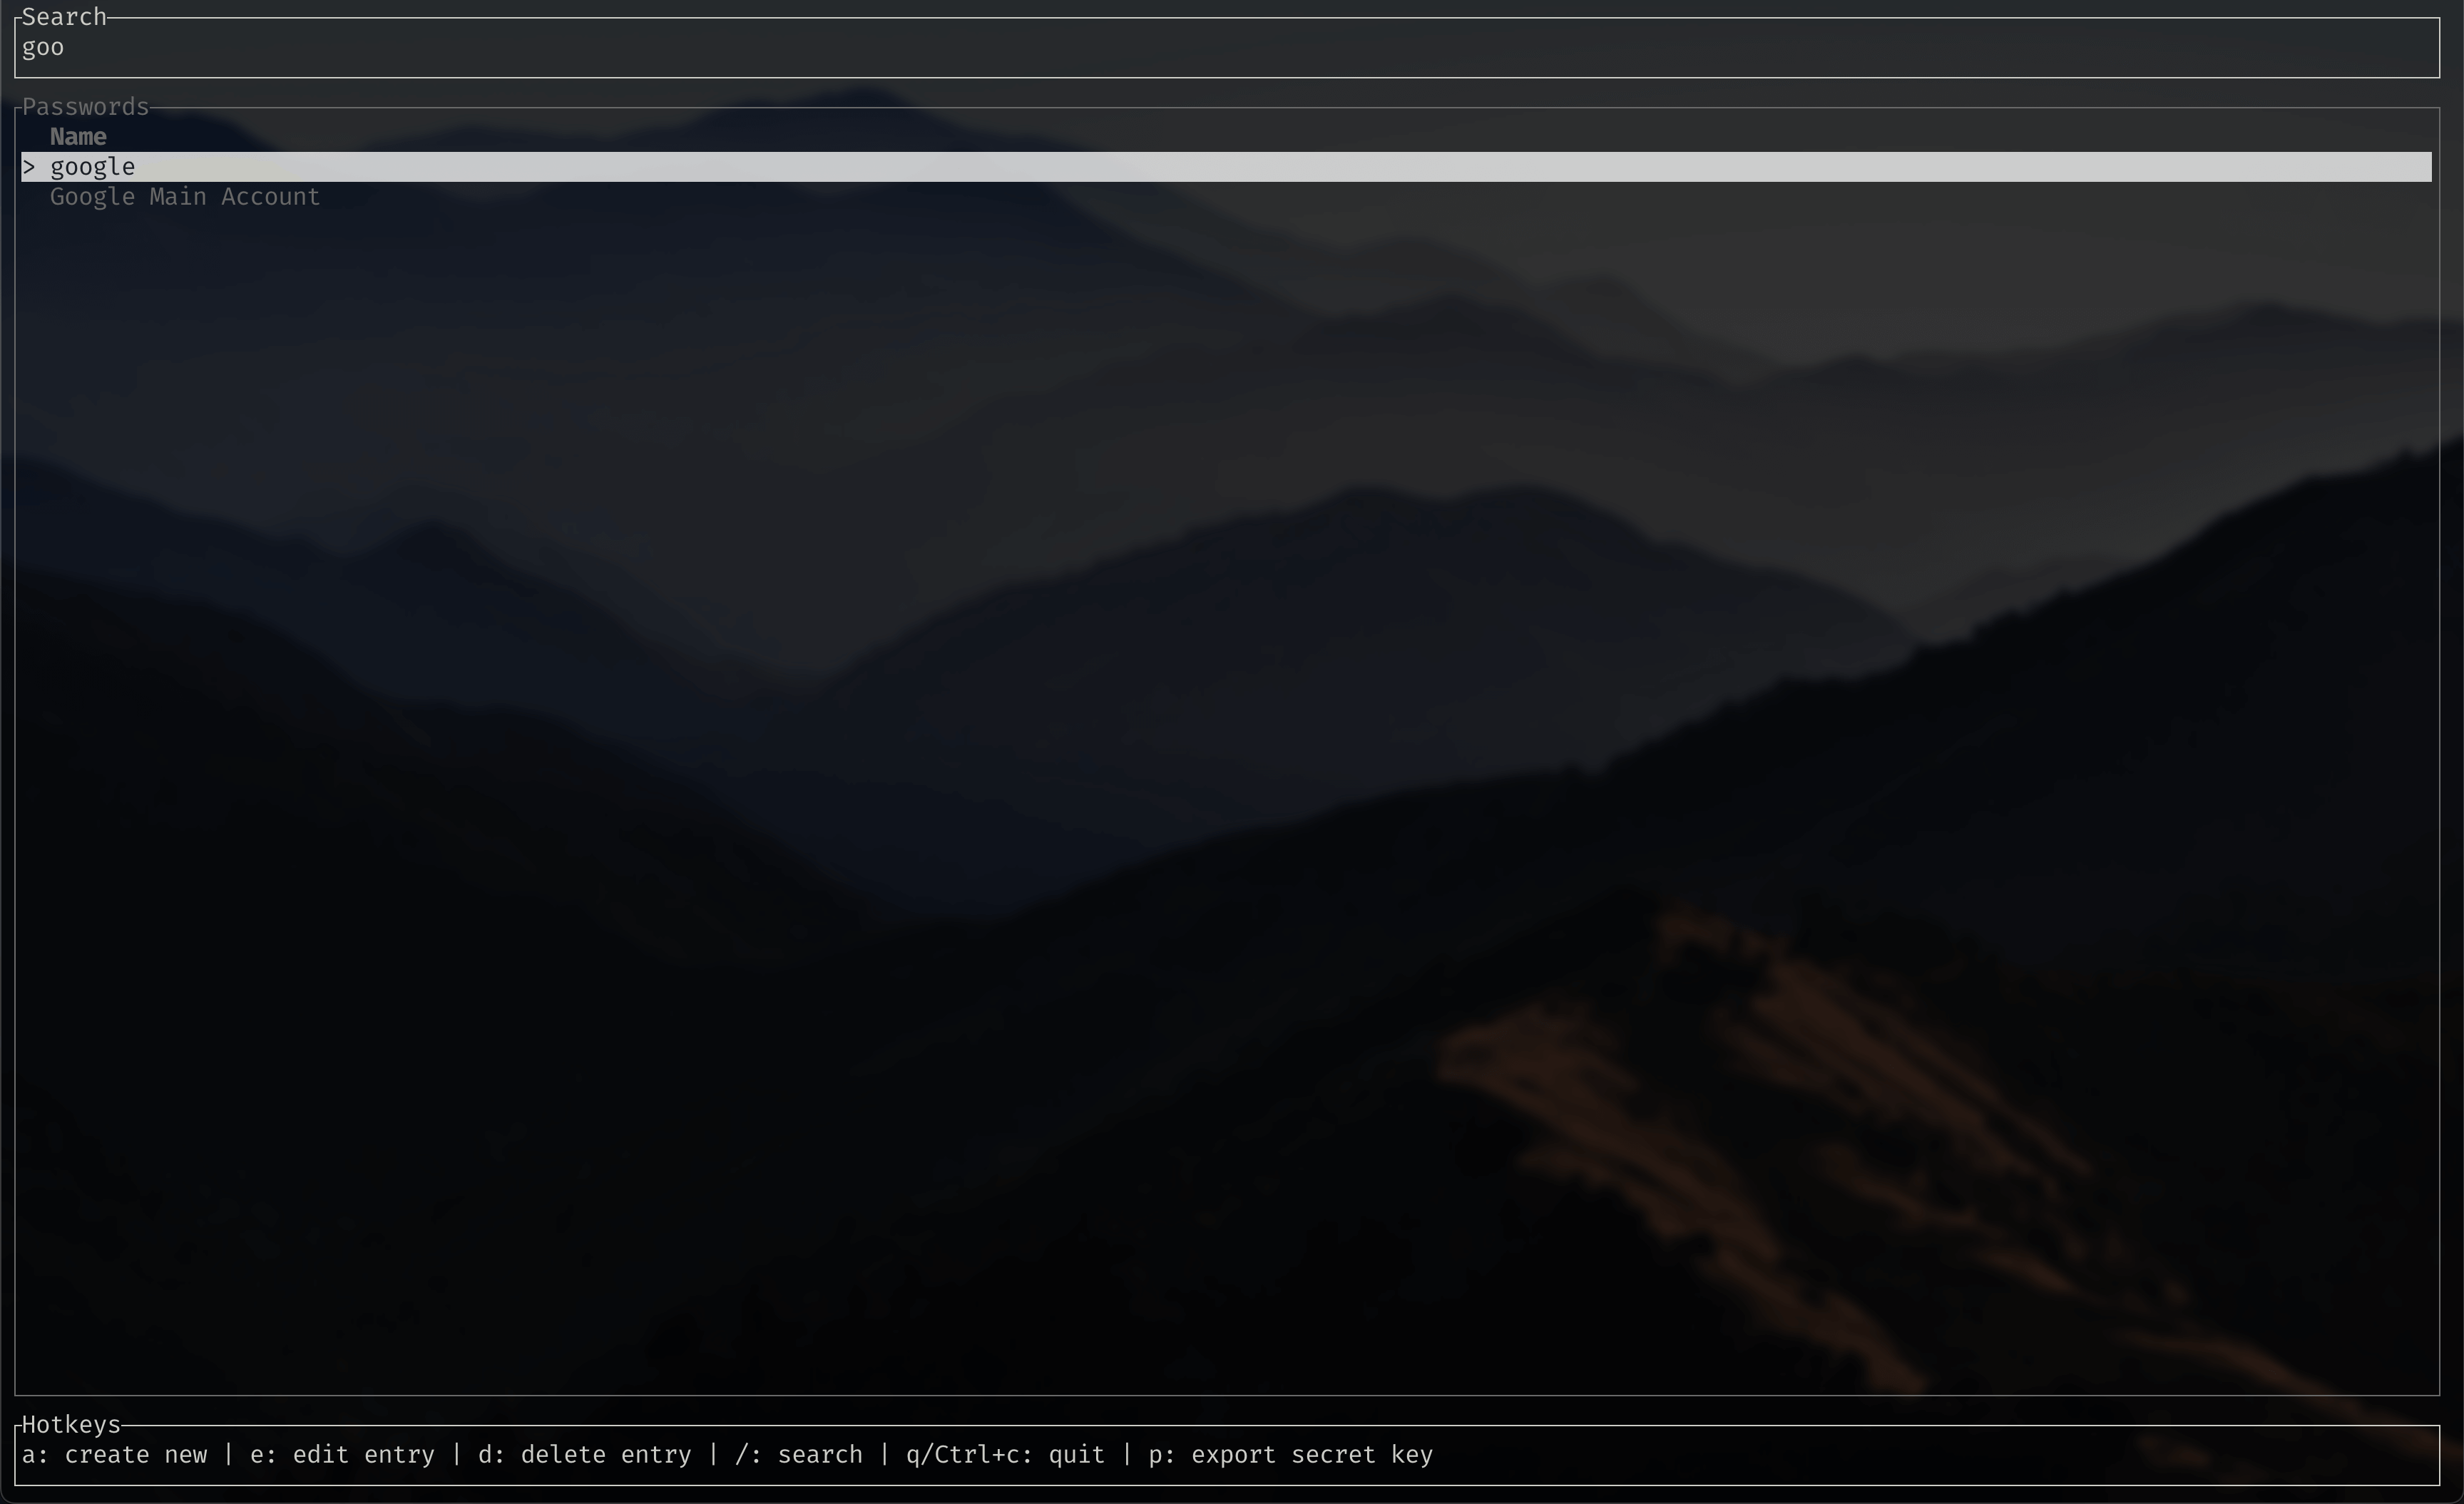 Search
goo
Passwords
Name
> google
Google Main Account
Hotkeys
a: create new | e: edit entry | d: delete entry | /: search | q/Ctrl+c: quit | p: export secret key